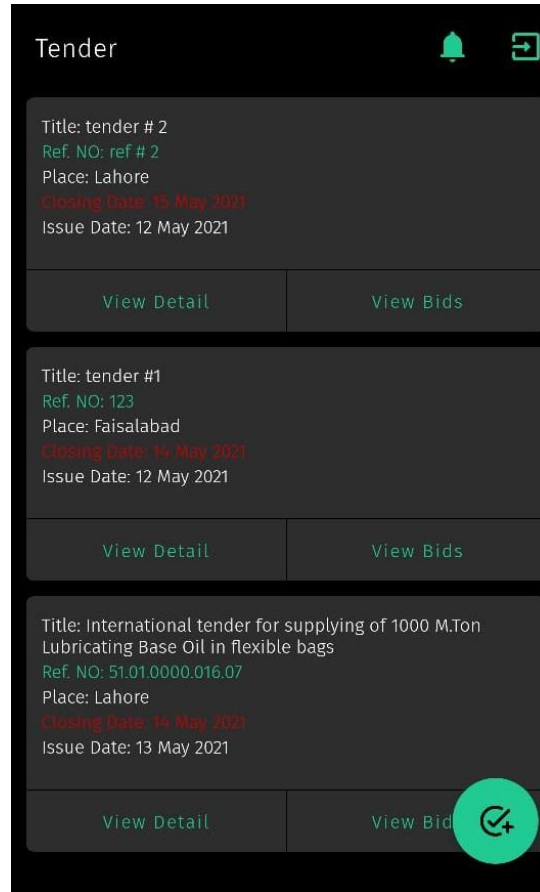 Tender
Title: tender # 2
Ref. NO: ref # 2
Place: Lahore
Closing Date: 15 May 2021
Issue Date: 12 May 2021
View Detail
View Bids
Title: tender #1
Ref. NO: 123
Place: Faisalabad
Closing Date: 14 May 2021
Issue Date: 12 May 2021
View Detail
View Bids
Title: International tender for supplying of 1000 M.Ton
Lubricating Base Oil in flexible bags
Ref. NO: 51.01.0000.016.07
Place: Lahore
Closing Date: 14 May 2021
Issue Date: 13 May 2021
View Detail
View Bid